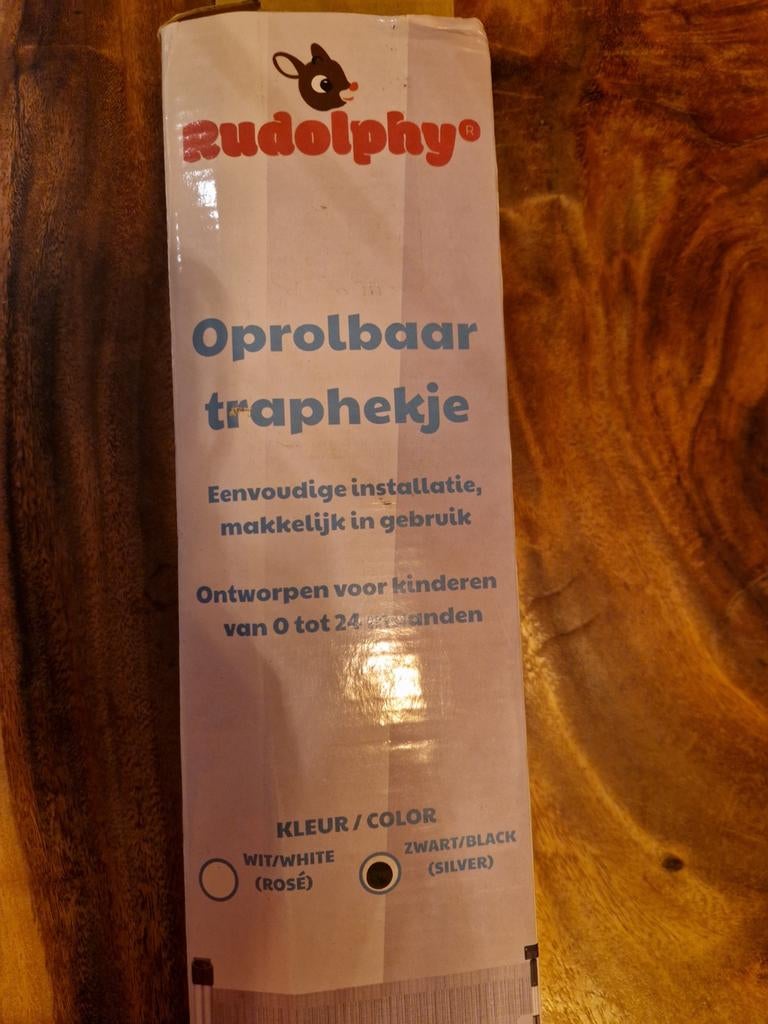 Rudolphy®
Oprolbaar
traphekje
Eenvoudige installatie,
makkelijk in gebruik
Ontworpen voor kinderen
van 0 tot 24 maanden
KLEUR / COLOR
WIT/WHITE
(ROSÉ)
ZWART/BLACK
(SILVER)